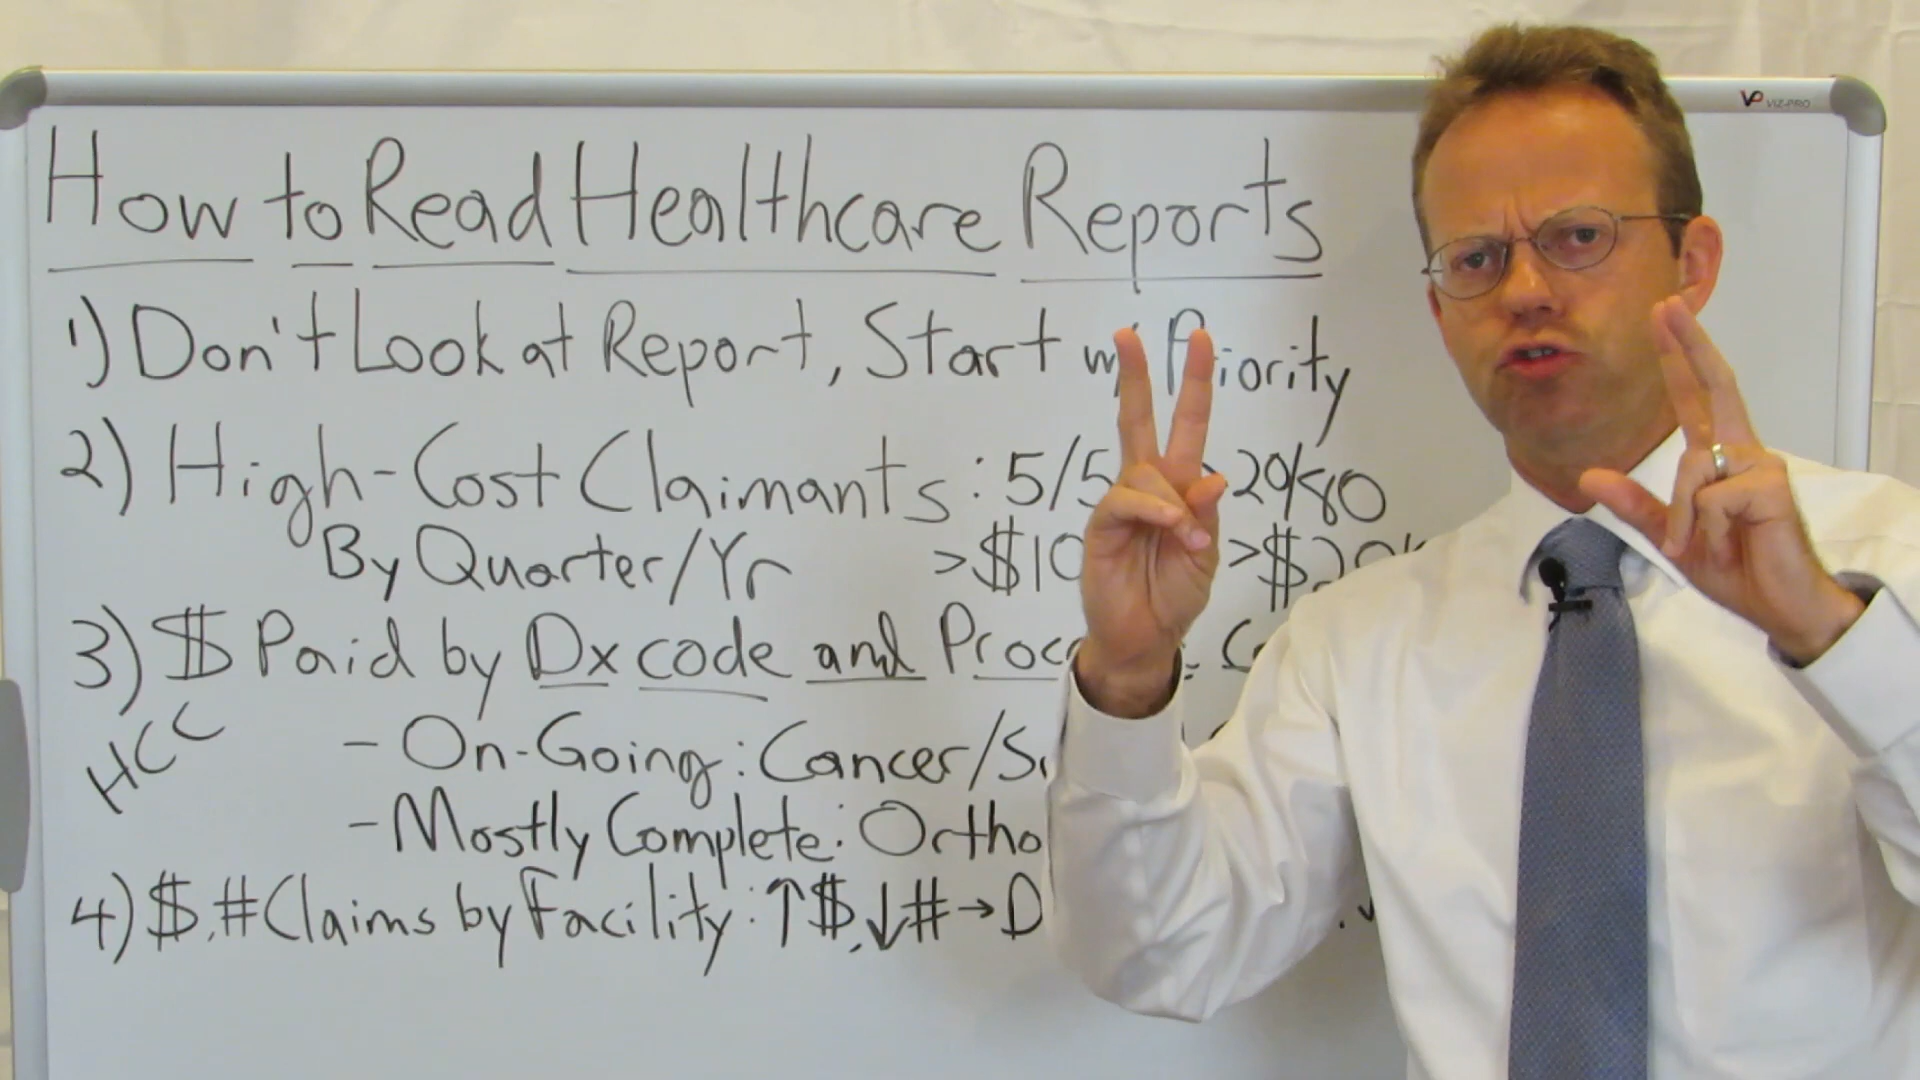 VP VIZ-PRO
How to Read Healthcare Reports
1) Don't Look at Report, Start w/ Priority
2) High-Cost Claimants: 5/5 20/80
By Quarter/Yr >$10 >$20K
3) $ Paid by Dx code and
HCC
- On-Going: Cancer/
- Mostly Complete: Ortho
4) $, # Claims by Facility: ↑$, ↓# →